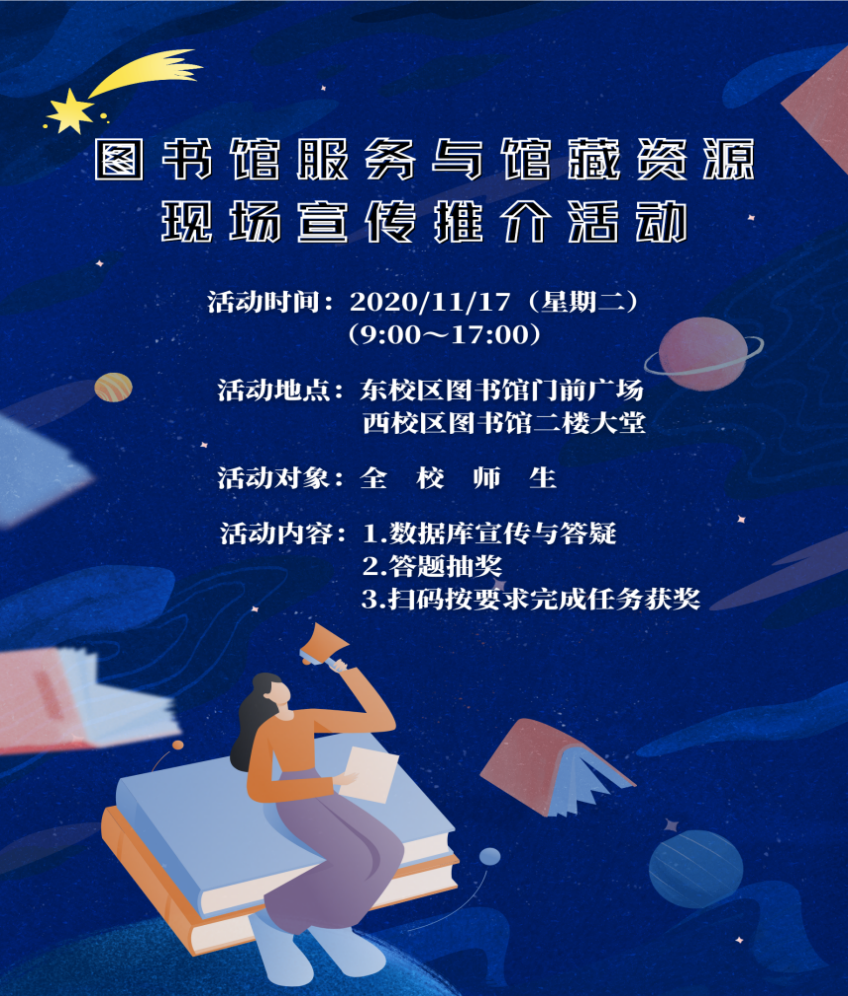 图书馆服务与馆藏资源
现场宣传推介活动
活动时间：2020/11/17（星期二）
（9:00～17:00）
活动地点：东校区图书馆门前广场
西校区图书馆二楼大堂
活动对象：全 校 师 生
活动内容：1.数据库宣传与答疑
2.答题抽奖
3.扫码按要求完成任务获奖